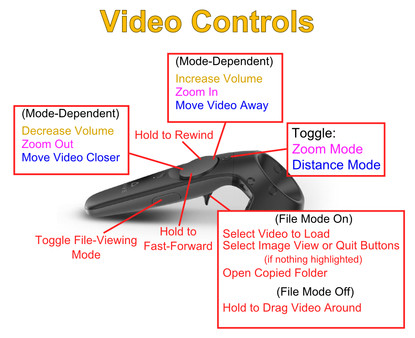 Video Controls
(Mode-Dependent)
Increase Volume
Zoom In
Move Video Away
(Mode-Dependent)
Decrease Volume
Zoom Out
Move Video Closer
Hold to Rewind
Toggle:
Zoom Mode
Distance Mode
Toggle File-Viewing
Mode
Hold to
Fast-Forward
(File Mode On)
Select Video to Load
Select Image View or Quit Buttons
(if nothing highlighted)
Open Copied Folder
(File Mode Off)
Hold to Drag Video Around